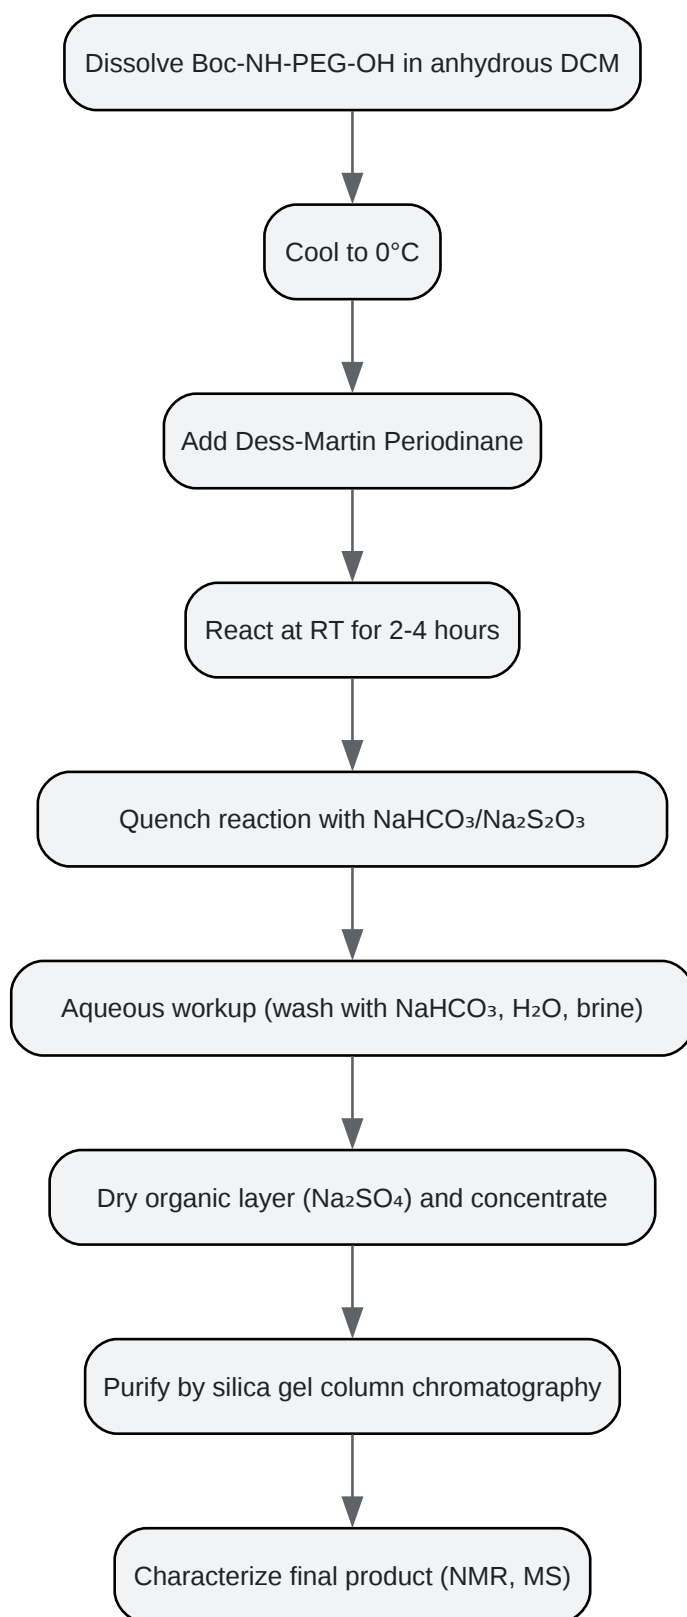 Dissolve Boc-NH-PEG-OH in anhydrous DCM
Cool to 0°C
Add Dess-Martin Periodinane
React at RT for 2-4 hours
Quench reaction with NaHCO₃/Na₂S₂O₃
Aqueous workup (wash with NaHCO₃, H₂O, brine)
Dry organic layer (Na₂SO₄) and concentrate
Purify by silica gel column chromatography
Characterize final product (NMR, MS)